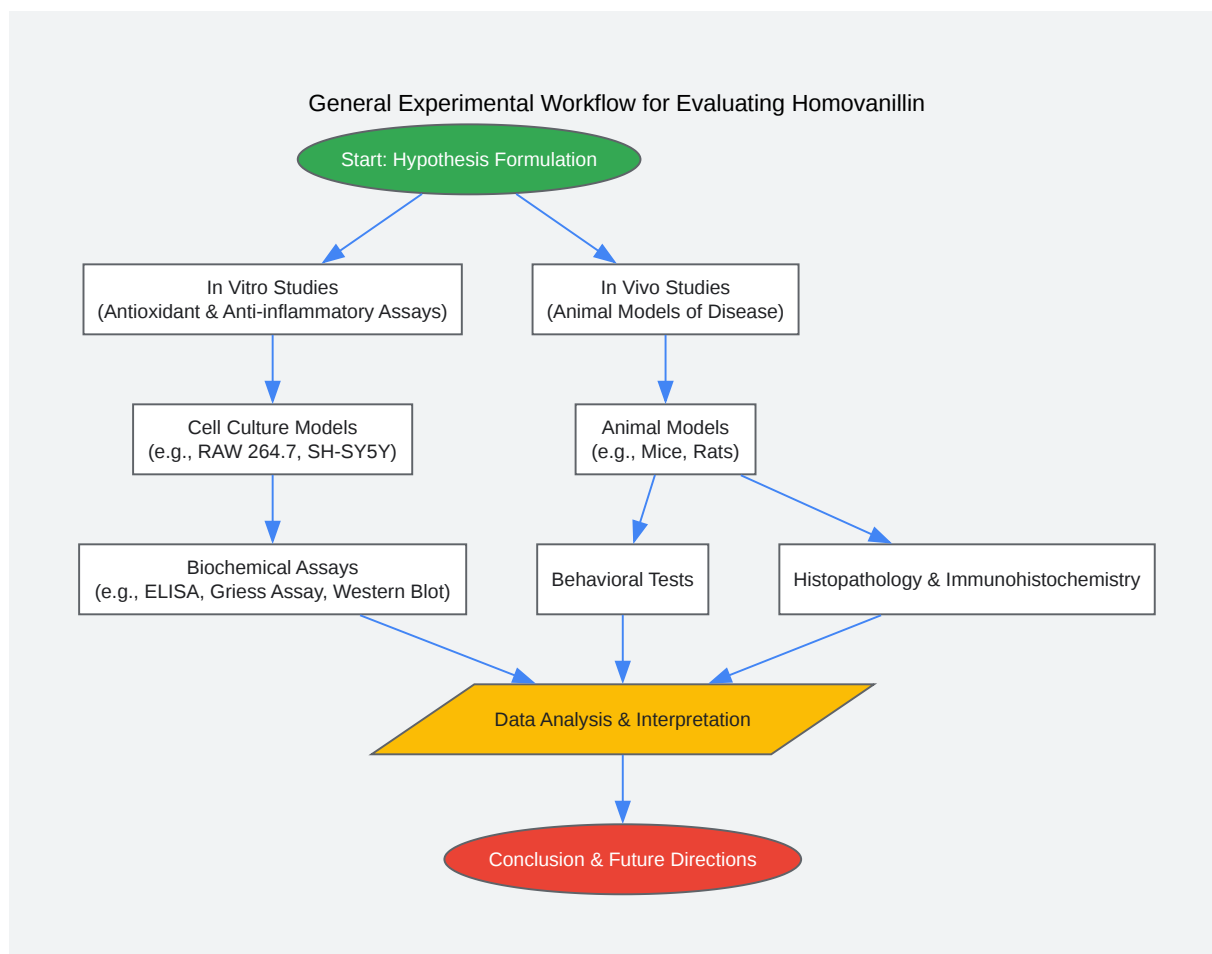 General Experimental Workflow for Evaluating Homovanillin
Start: Hypothesis Formulation
In Vitro Studies
(Antioxidant & Anti-inflammatory Assays)
In Vivo Studies
(Animal Models of Disease)
Cell Culture Models
(e.g., RAW 264.7, SH-SY5Y)
Animal Models
(e.g., Mice, Rats)
Biochemical Assays
(e.g., ELISA, Griess Assay, Western Blot)
Behavioral Tests
Histopathology & Immunohistochemistry
Data Analysis & Interpretation
Conclusion & Future Directions